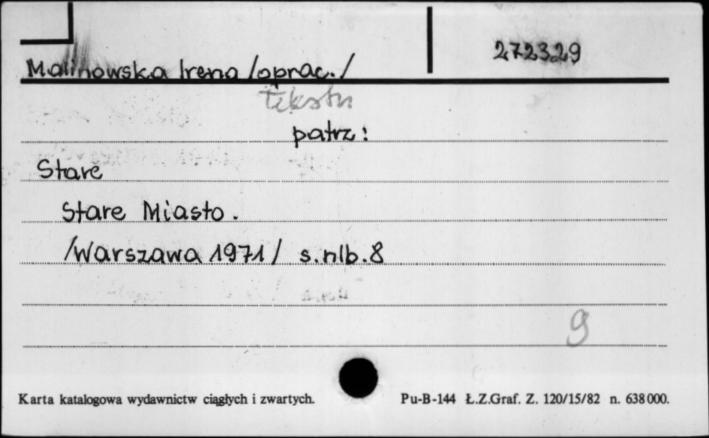 272329
Malinowska Irena /oprac./
tekstu
patrz:
Stare
Stare Miasto.
/Warszawa 1971/ s.nlb.8
9
Karta katalogowa wydawnictw ciągłych i zwartych. Pu-B-144 Ł.Z.Graf. Z. 120/15/82 n. 638000.